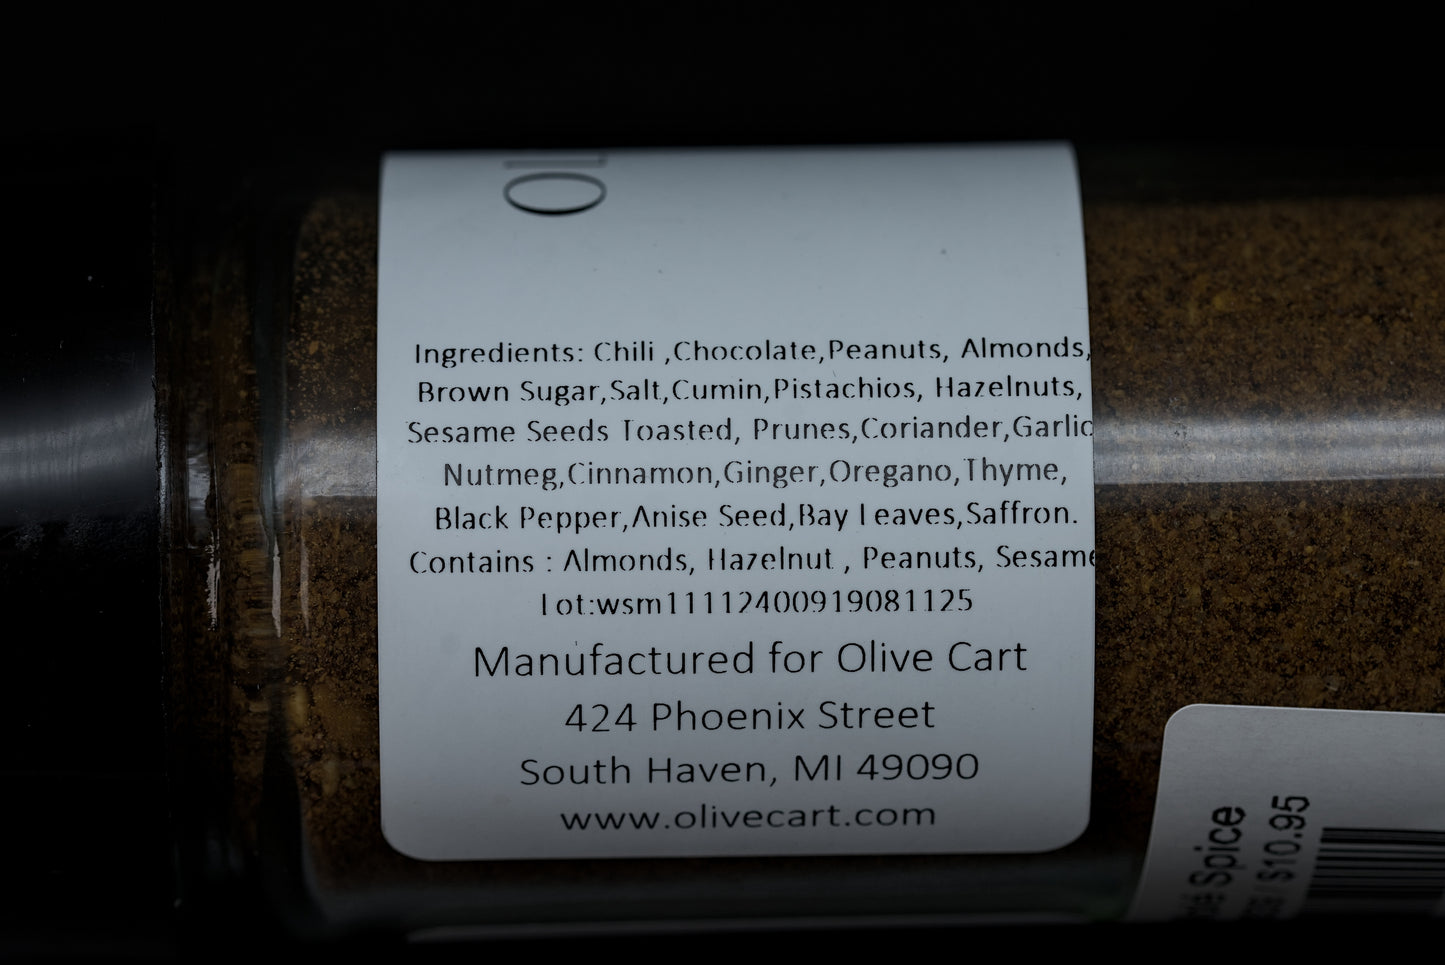 OL
Ingredients: Chili ,Chocolate,Peanuts, Almonds,
Brown Sugar,Salt,Cumin,Pistachios, Hazelnuts,
Sesame Seeds Toasted, Prunes,Coriander,Garlic
Nutmeg,Cinnamon,Ginger,Oregano,Thyme,
Black Pepper,Anise Seed,Bay Leaves,Saffron.
Contains : Almonds, Hazelnut , Peanuts, Sesame
Lot:wsm11112400919081125
Manufactured for Olive Cart
424 Phoenix Street
South Haven, MI 49090
www.olivecart.com
Spice
$10.95